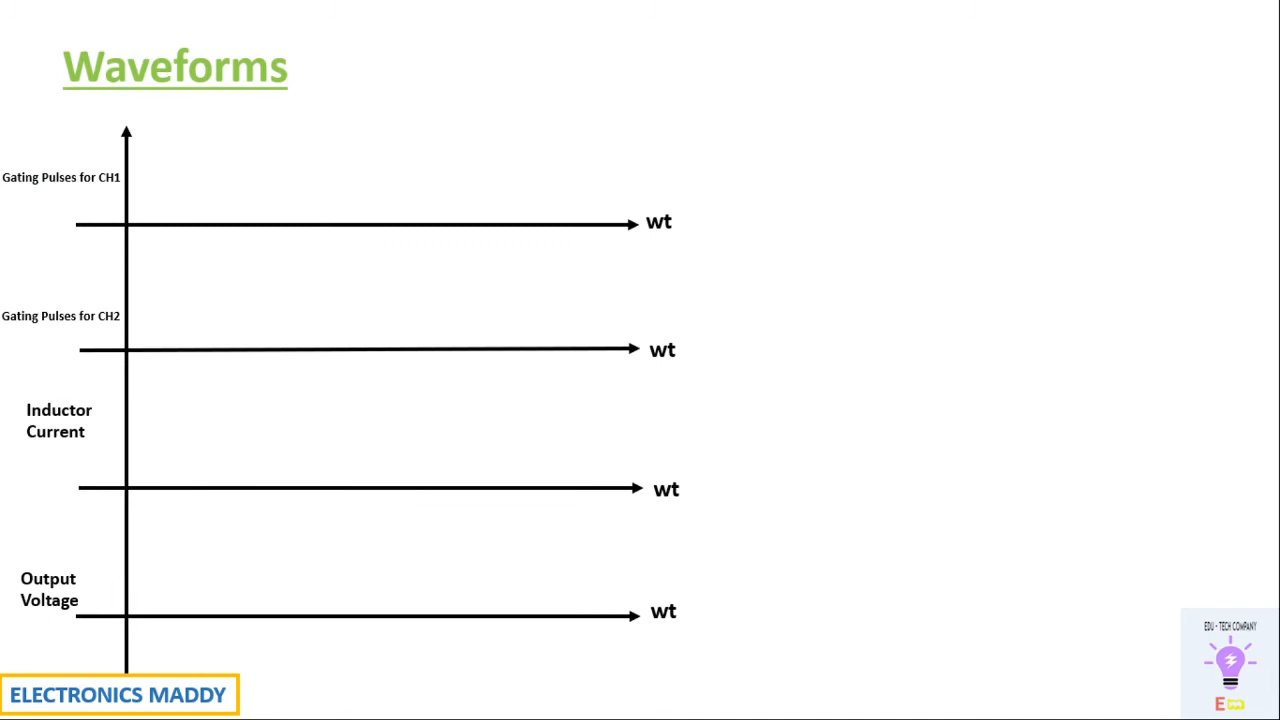 Waveforms
Gating Pulses for CH1
wt
Gating Pulses for CH2
wt
Inductor
Current
wt
Output
Voltage
wt
ELECTRONICS MADDY
EDU - TECH COMPANY
Em